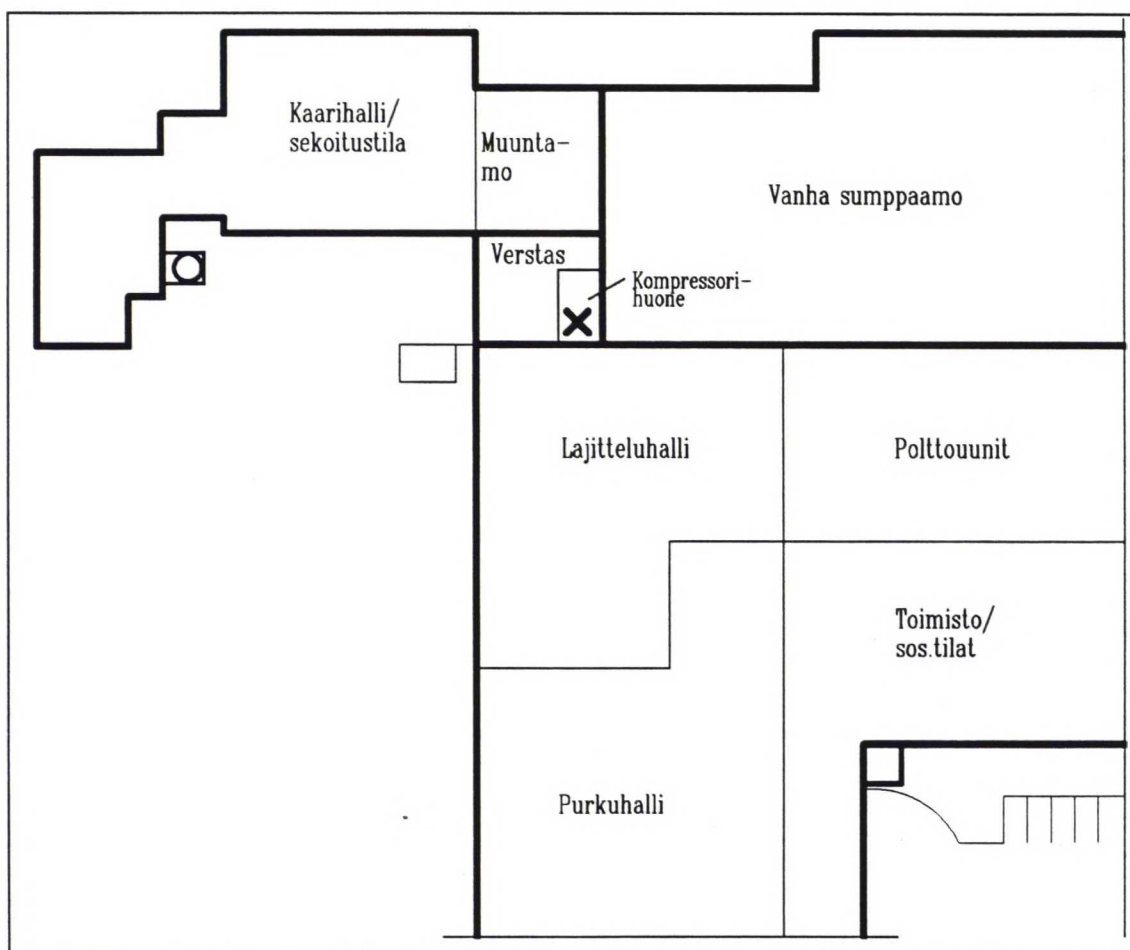 Kaarihalli/
sekoitustila
Muunta-
mo
Vanha sumppaamo
Verstas
Kompressori-
huone
Lajitteluhalli
Polttouunit
Toimisto/
sos.tilat
Purkuhalli